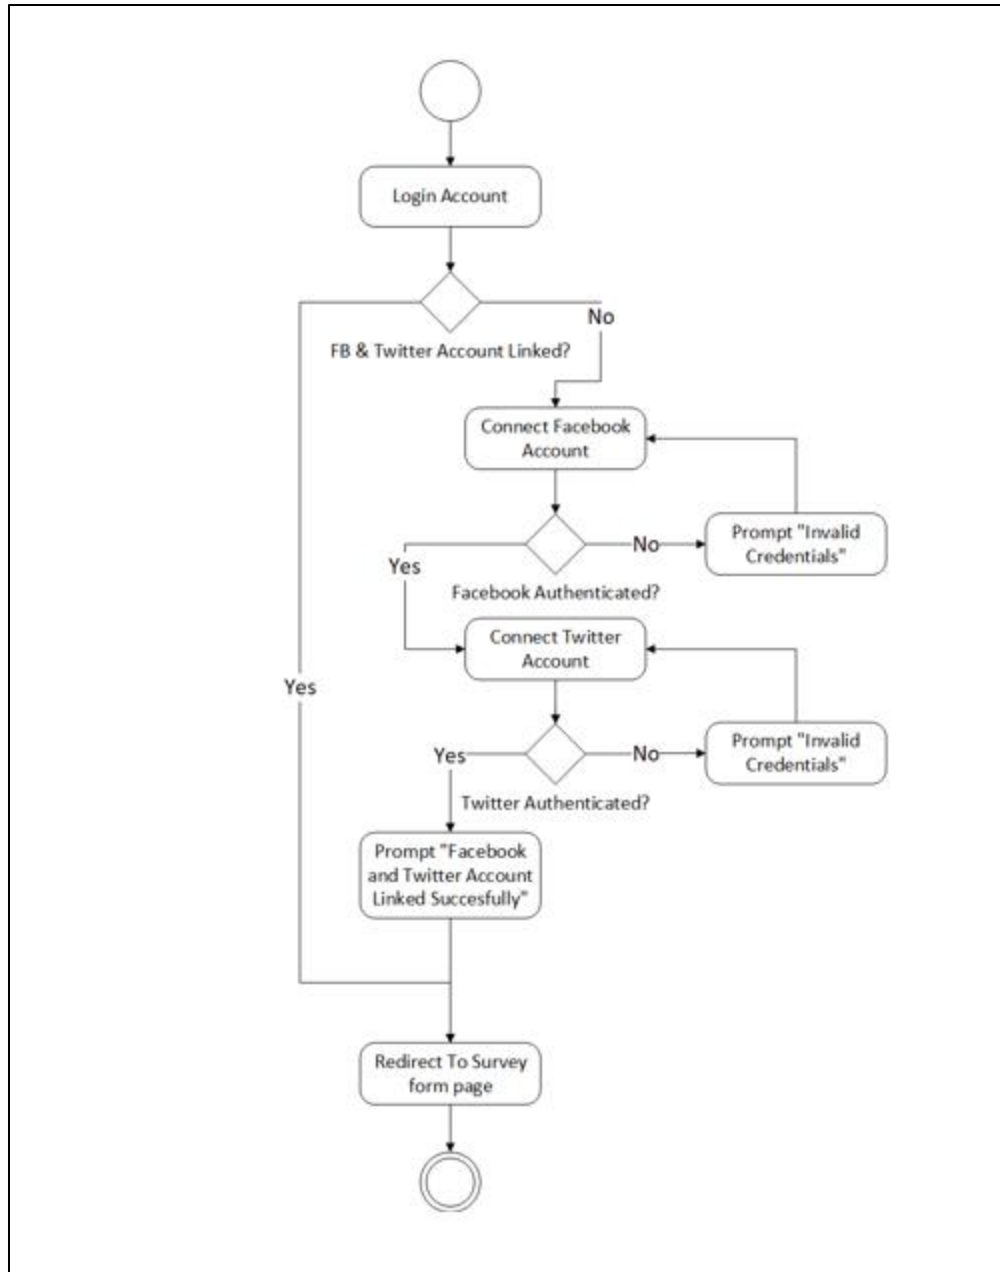 Login Account
No
FB & Twitter Account Linked?
Connect Facebook
Account
Prompt "Invalid
Credentials"
No
Yes
Facebook Authenticated?
Connect Twitter
Account
Yes
Prompt "Invalid
Credentials"
No
Yes
Twitter Authenticated?
Prompt "Facebook
and Twitter Account
Linked Succesfully"
Redirect To Survey
form page